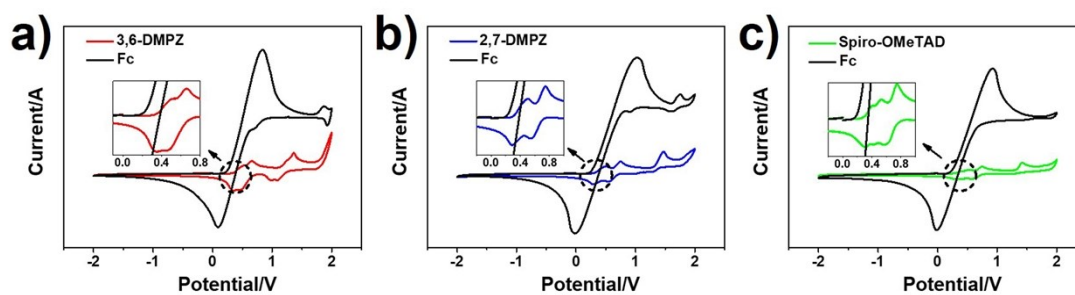 a)
3,6-DMPZ
Fc
Current/A
0.0 0.4 0.8
-2 -1 0 1 2
Potential/V
b)
2,7-DMPZ
Fc
Current/A
0.0 0.4 0.8
-2 -1 0 1 2
Potential/V
c)
Spiro-OMeTAD
Fc
Current/A
0.0 0.4 0.8
-2 -1 0 1 2
Potential/V